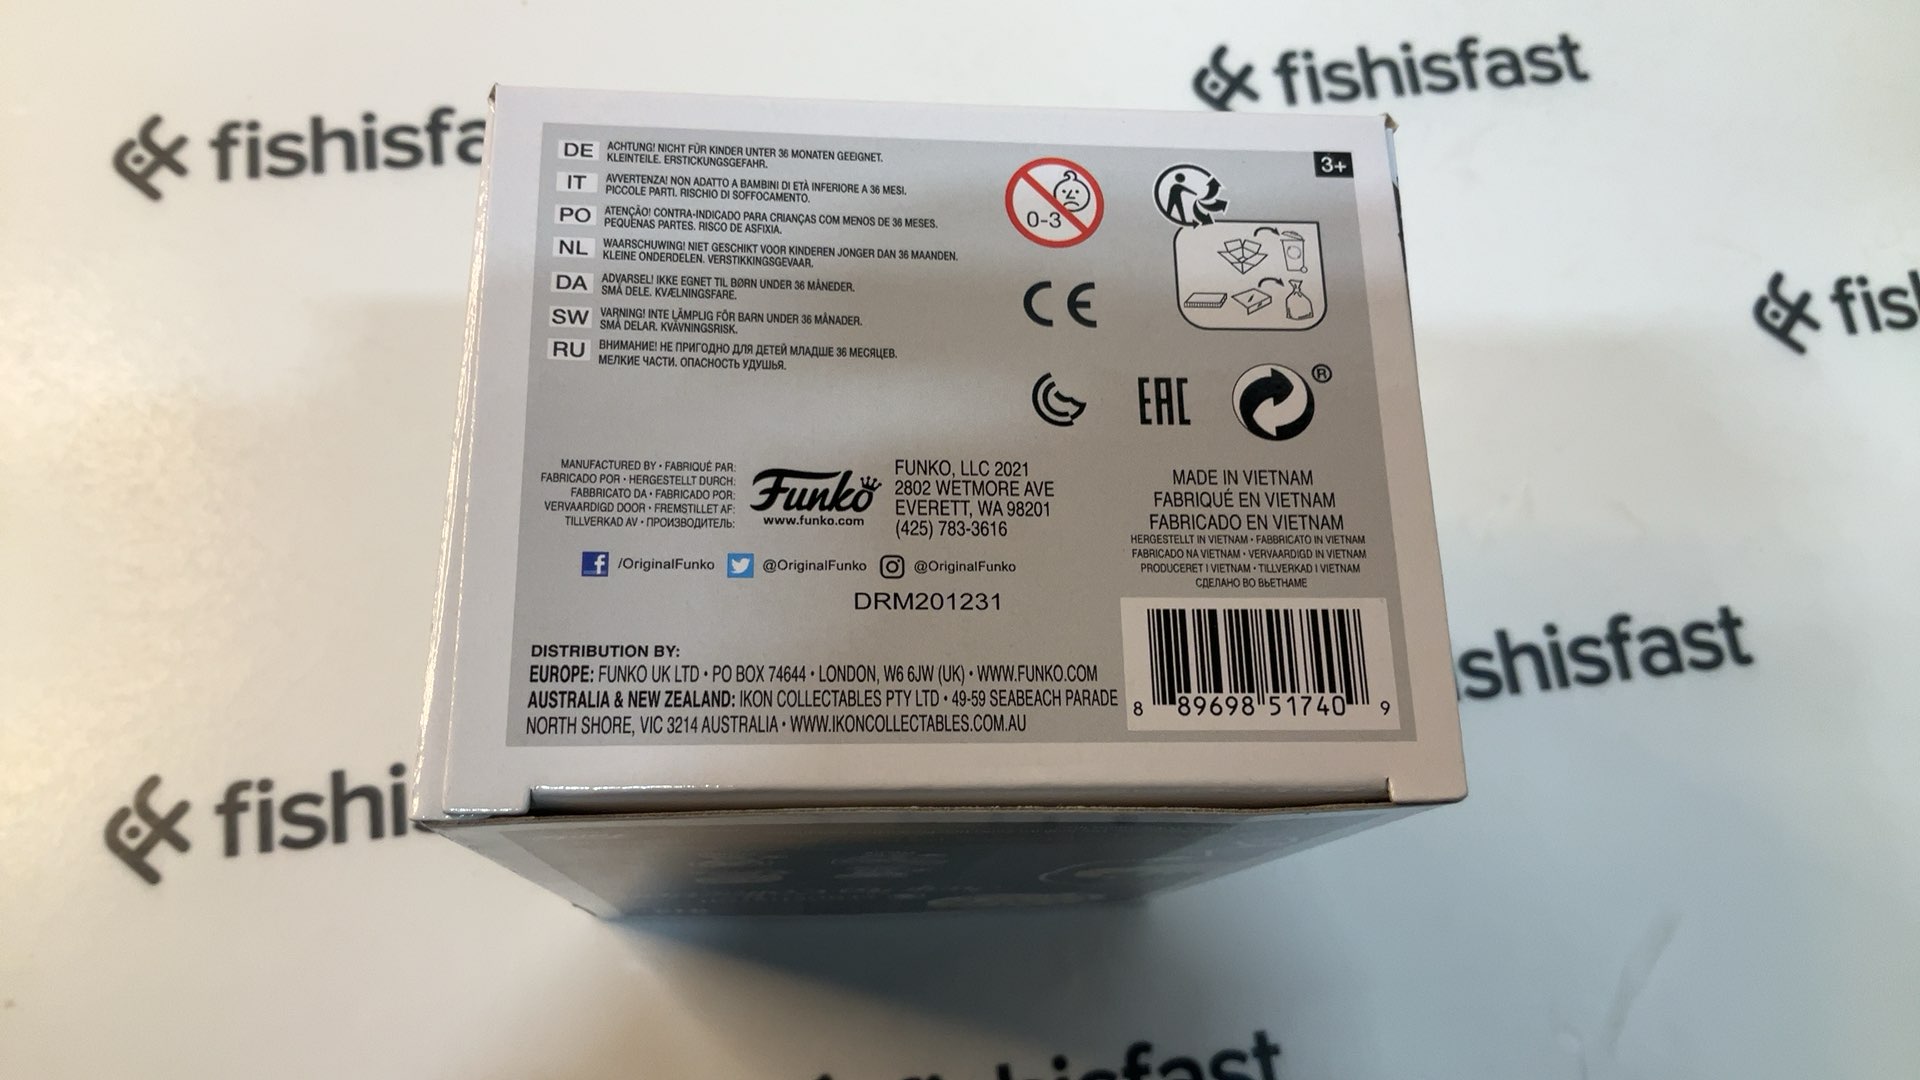 fishisfast
fishisfa
DE ACHTUNG! NICHT FÜR KINDER UNTER 36 MONATEN GEEIGNET.
KLEINTEILE. ERSTICKUNGSGEFAHR.
IT AVVERTENZA! NON ADATTO A BAMBINI DI ETÀ INFERIORE A 36 MESI.
PICCOLE PARTI. RISCHIO DI SOFFOCAMENTO.
PO ATENÇÃO! CONTRA-INDICADO PARA CRIANÇAS COM MENOS DE 36 MESES.
PEQUENAS PARTES. RISCO DE ASFIXIA.
NL WAARSCHUWING! NIET GESCHIKT VOOR KINDEREN JONGER DAN 36 MAANDEN.
KLEINE ONDERDELEN. VERSTIKKINGSGEVAAR.
DA ADVARSEL! IKKE EGNET TIL BØRN UNDER 36 MÅNEDER.
SMÅ DELE. KVÆLNINGSFARE.
SW VARNING! INTE LÄMPLIG FÖR BARN UNDER 36 MÅNADER.
SMÅ DELAR. KVÄVNINGSRISK.
RU ВНИМАНИЕ! НЕ ПРИГОДНО ДЛЯ ДЕТЕЙ МЛАДШЕ 36 МЕСЯЦЕВ.
МЕЛКИЕ ЧАСТИ. ОПАСНОСТЬ УДУШЬЯ.
0-3
3+
CE
EAC
®
MANUFACTURED BY • FABRIQUÉ PAR:
FABRICADO POR • HERGESTELLT DURCH:
FABBRICATO DA • FABRICADO POR:
VERVAARDIGD DOOR • FREMSTILLET AF:
TILLVERKAD AV • ПРОИЗВОДИТЕЛЬ:
Funko
www.funko.com
FUNKO, LLC 2021
2802 WETMORE AVE
EVERETT, WA 98201
(425) 783-3616
MADE IN VIETNAM
FABRIQUÉ EN VIETNAM
FABRICADO EN VIETNAM
HERGESTELLT IN VIETNAM • FABBRICATO IN VIETNAM
FABRICADO NA VIETNAM • VERVAARDIGD IN VIETNAM
PRODUCERET I VIETNAM • TILLVERKAD I VIETNAM
СДЕЛАНО ВО ВЬЕТНАМЕ
/OriginalFunko @OriginalFunko @OriginalFunko
DRM201231
DISTRIBUTION BY:
EUROPE: FUNKO UK LTD • PO BOX 74644 • LONDON, W6 6JW (UK) • WWW.FUNKO.COM
AUSTRALIA & NEW ZEALAND: IKON COLLECTABLES PTY LTD • 49-59 SEABEACH PARADE
NORTH SHORE, VIC 3214 AUSTRALIA • WWW.IKONCOLLECTABLES.COM.AU
8 89698 51740 9
fis
shisfast
fishi
shisfast